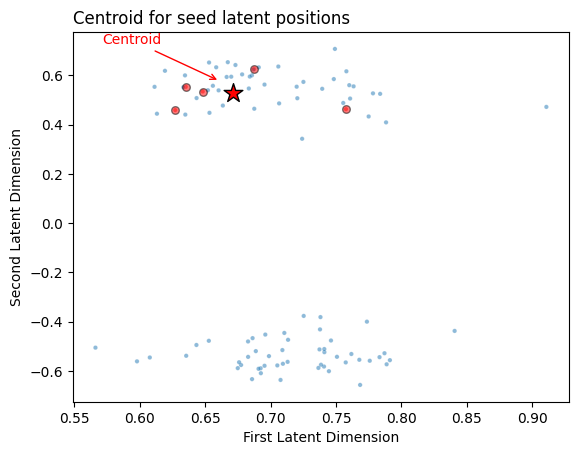 Centroid for seed latent positions
Centroid
0.6
0.4
0.2
0.0
−0.2
−0.4
−0.6
Second Latent Dimension
0.55 0.60 0.65 0.70 0.75 0.80 0.85 0.90
First Latent Dimension